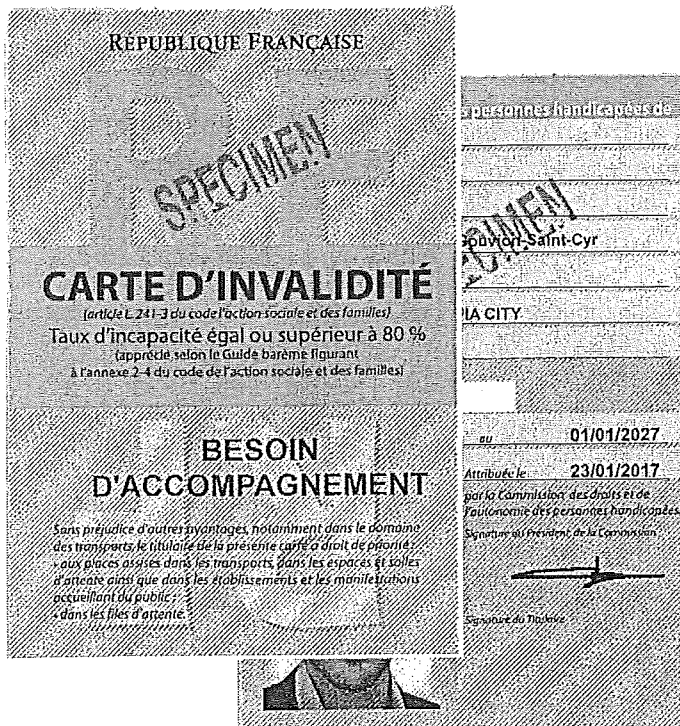 RÉPUBLIQUE FRANÇAISE
SPECIMEN
CARTE D'INVALIDITÉ
(article L. 241-3 du code l'action sociale et des familles)
Taux d'incapacité égal ou supérieur à 80 %
(apprécié selon le Guide barème figurant
à l'annexe 2-4 du code de l'action sociale et des familles)
BESOIN
D'ACCOMPAGNEMENT
Sans préjudice d'autres avantages, notamment dans le domaine
des transports, le titulaire de la présente carte a droit de priorité :
• aux places assises dans les transports, dans les espaces et salles
d'attente ainsi que dans les établissements et les manifestations
accueillant du public ;
• dans les files d'attente.
s personnes handicapées de
CIMEN
Gouvion-Saint-Cyr
IA CITY
au 01/01/2027
Attribuée le 23/01/2017
par la Commission des droits et de
l'autonomie des personnes handicapées
Signature du Président de la Commission
Signature du Titulaire